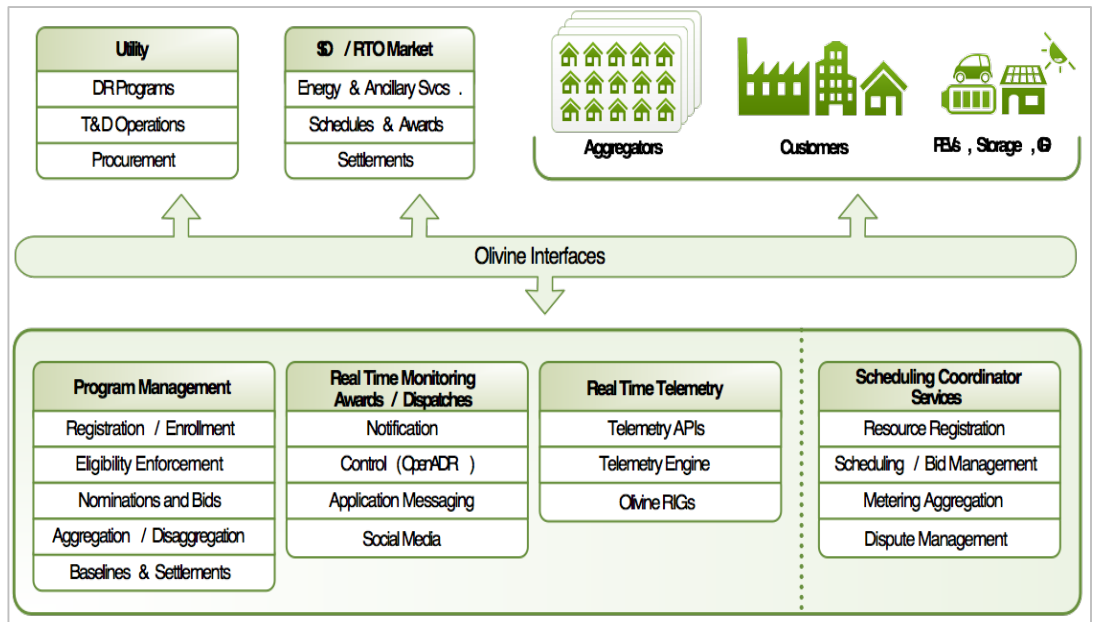 Utility
DR Programs
T&D Operations
Procurement
/ RTO Market
Energy & Ancillary Svcs .
Schedules & Awards
Settlements
Aggregators
Customers
PEVs , Storage ,
Olivine Interfaces
Program Management
Registration / Enrollment
Eligibility Enforcement
Nominations and Bids
Aggregation / Disaggregation
Baselines & Settlements
Real Time Monitoring
Awards / Dispatches
Notification
Control (OpenADR )
Application Messaging
Social Media
Real Time Telemetry
Telemetry APIs
Telemetry Engine
Olivine RIGs
Scheduling Coordinator
Services
Resource Registration
Scheduling / Bid Management
Metering Aggregation
Dispute Management